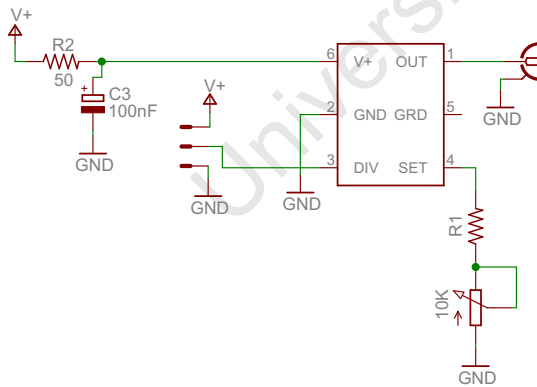 V+
R2
50
+
C3
100nF
GND
V+
GND
GND
6
V+
OUT
1
2
GND
GRD
5
3
DIV
SET
4
GND
R1
10K
GND
Universi